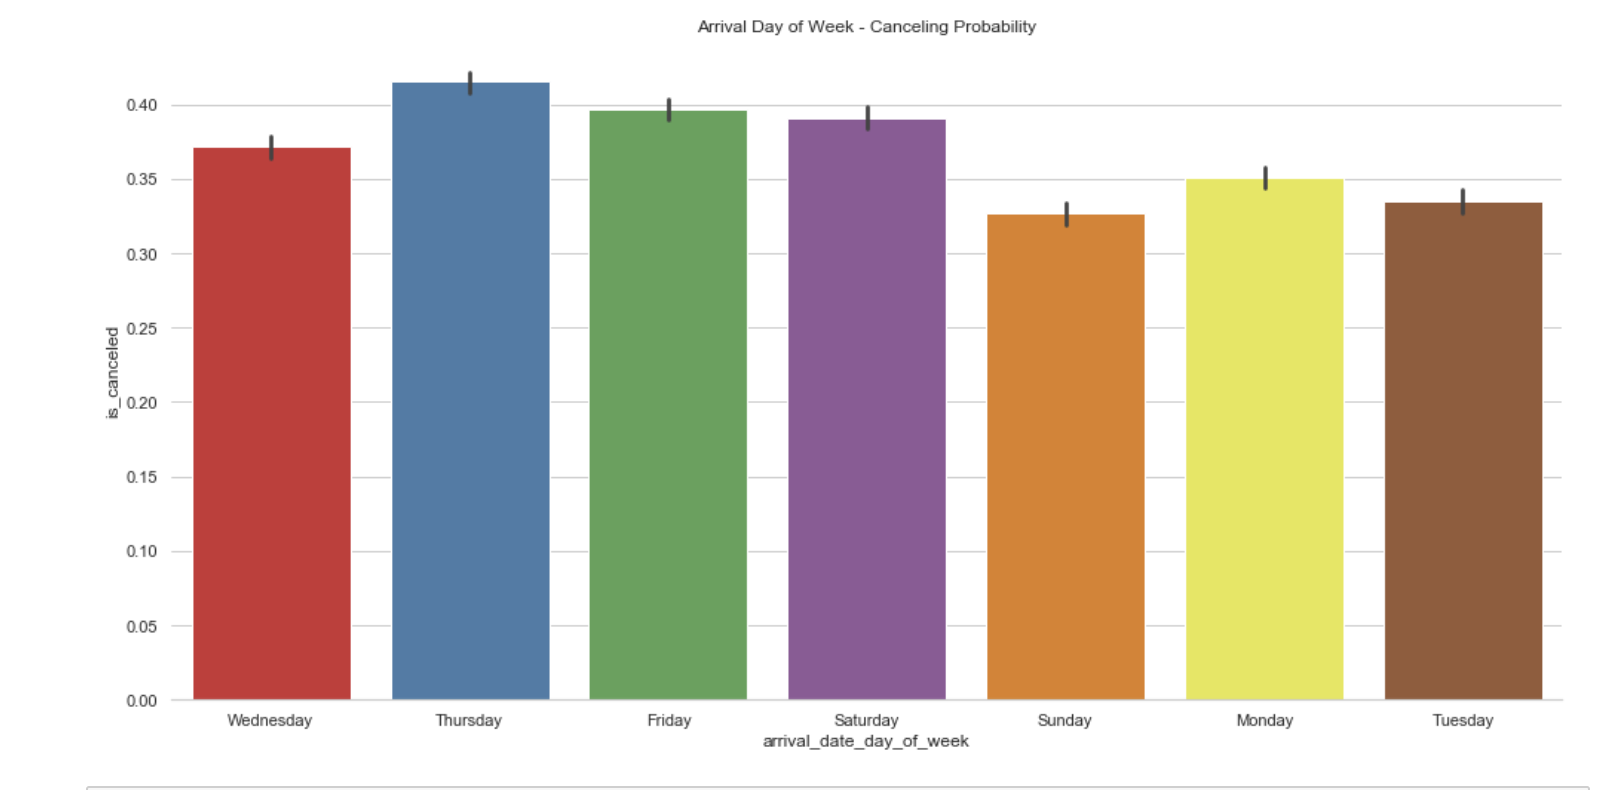 Arrival Day of Week - Canceling Probability
0.40
0.35
0.30
0.25
0.20
0.15
0.10
0.05
0.00
is_canceled
Wednesday Thursday Friday Saturday Sunday Monday Tuesday
arrival_date_day_of_week